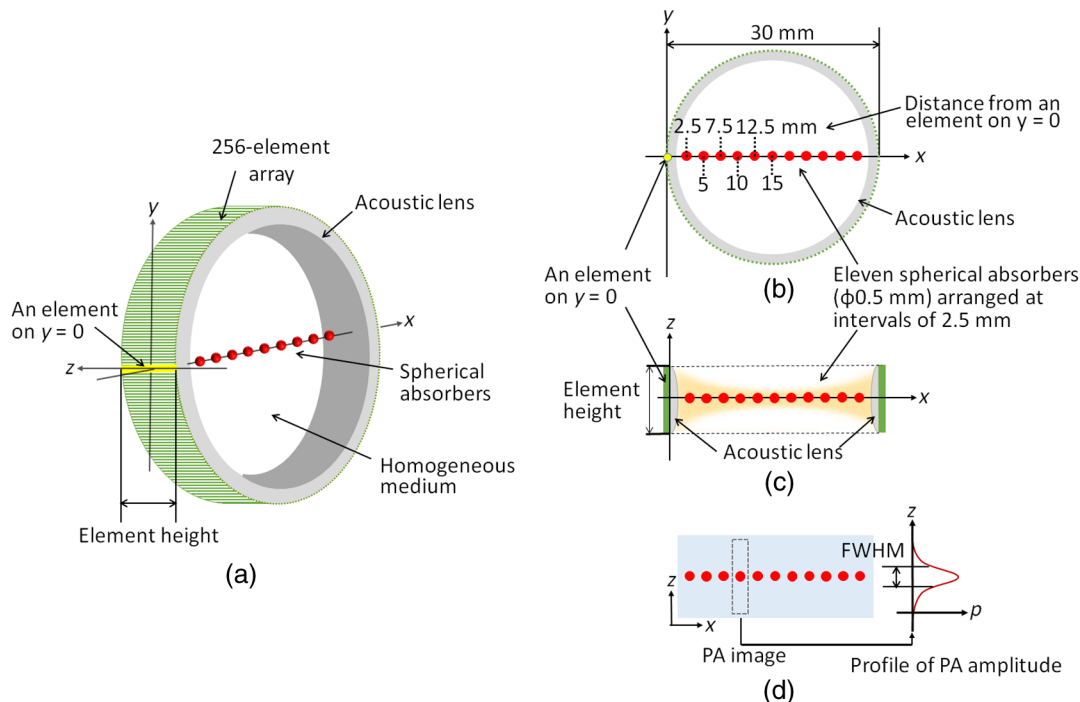 256-element
array
Acoustic lens
y
An element
on y = 0
z
x
Spherical
absorbers
Homogeneous
medium
Element height
(a)
y
30 mm
2.5 7.5 12.5 mm
Distance from an
element on y = 0
x
5 10 15
Acoustic lens
An element
on y = 0
(b)
Eleven spherical absorbers
(ϕ0.5 mm) arranged at
intervals of 2.5 mm
z
Element
height
x
Acoustic lens
(c)
z
FWHM
z
x
p
PA image
Profile of PA amplitude
(d)